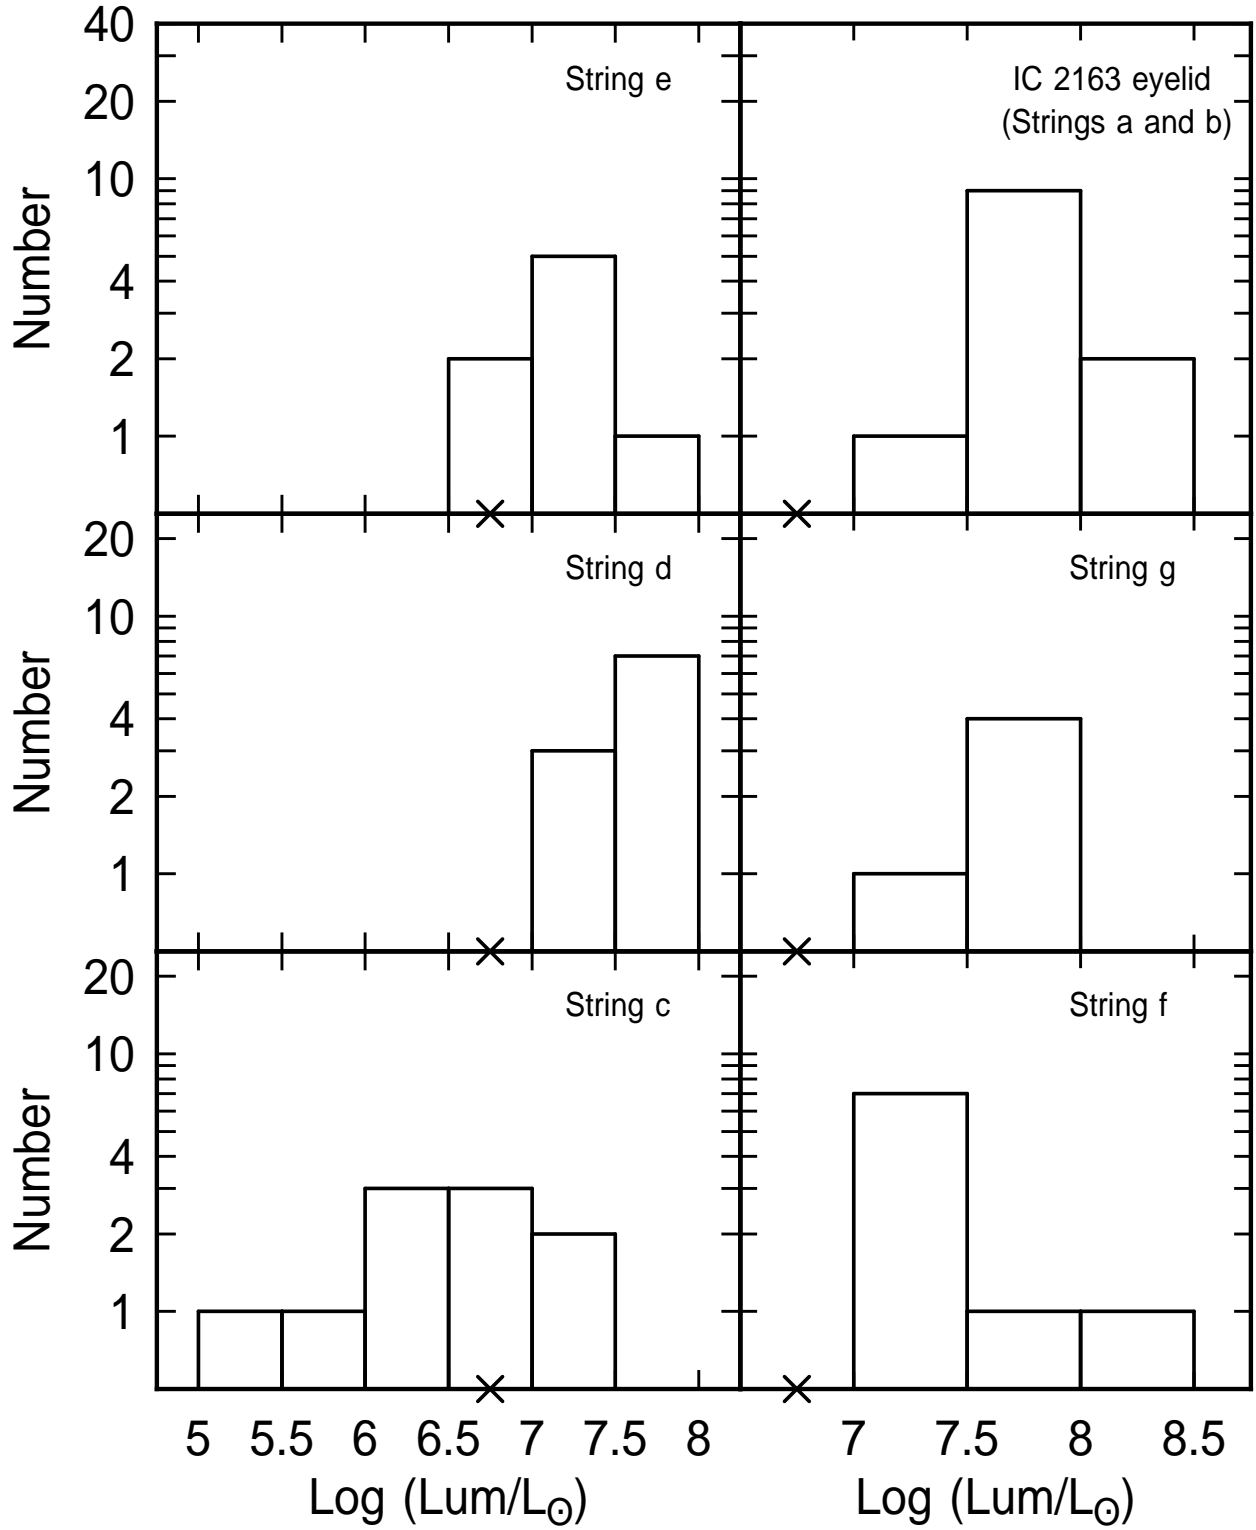 40
20
10
4
2
1
Number
String e
IC 2163 eyelid
(Strings a and b)
20
10
4
2
1
Number
String d
String g
20
10
4
2
1
Number
String c
String f
5 5.5 6 6.5 7 7.5 8
7 7.5 8 8.5
Log (Lum/L⊙)
Log (Lum/L⊙)